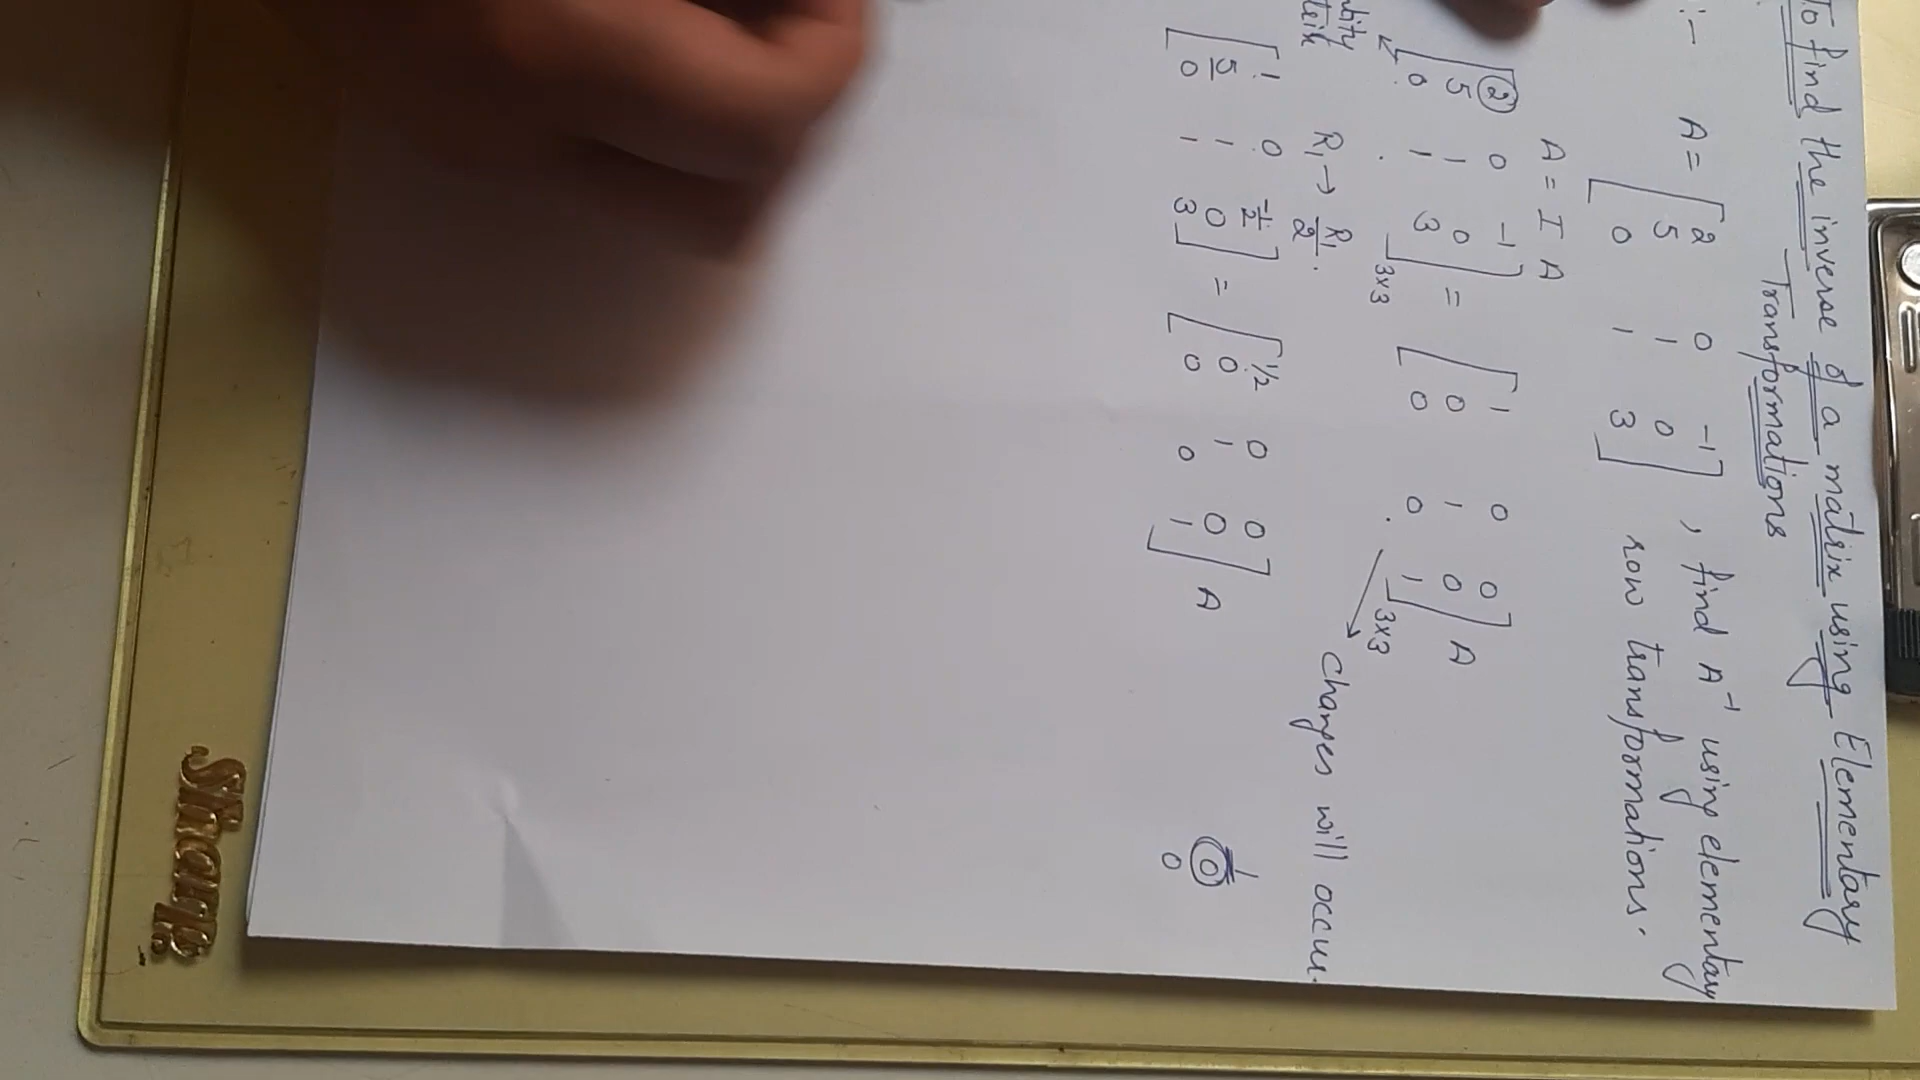 To find the inverse of a matrix using Elementary
Transformations
:- A = [ 2 0 -1 ] , find A⁻¹ using elementary
5 1 0 row transformations.
0 1 3 ]
A = I A
[ 2 0 -1 ] [ 1 0 0 ]
5 1 0 = 0 1 0 A
0 1 3 ] 3x3 [ 0 0 1 ] 3x3
R₁ → R₁/2 . Changes will occur.
[ 1 0 -1/2 ] [ 1/2 0 0 ] 1
5 1 0 = 0 1 0 A 0
[ 0 1 3 ] [ 0 0 1 ] 0
Sharp